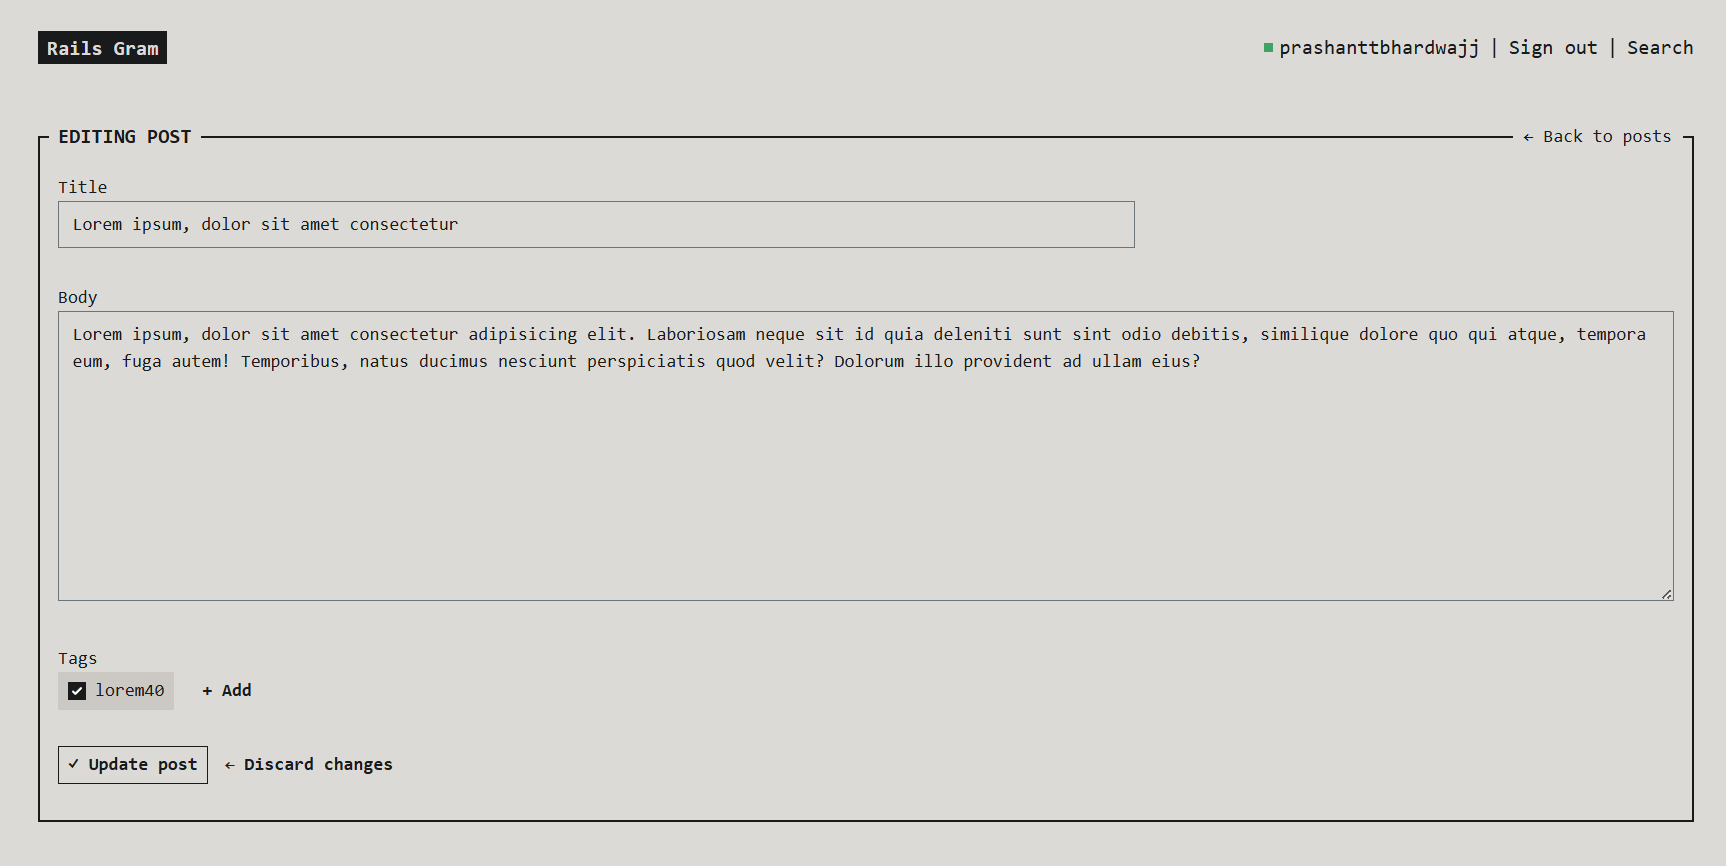 Rails Gram
prashanttbhardwajj | Sign out | Search
EDITING POST
← Back to posts
Title
Lorem ipsum, dolor sit amet consectetur
Body
Lorem ipsum, dolor sit amet consectetur adipisicing elit. Laboriosam neque sit id quia deleniti sunt sint odio debitis, similique dolore quo qui atque, tempora
eum, fuga autem! Temporibus, natus ducimus nesciunt perspiciatis quod velit? Dolorum illo provident ad ullam eius?
Tags
lorem40 + Add
✓ Update post ← Discard changes